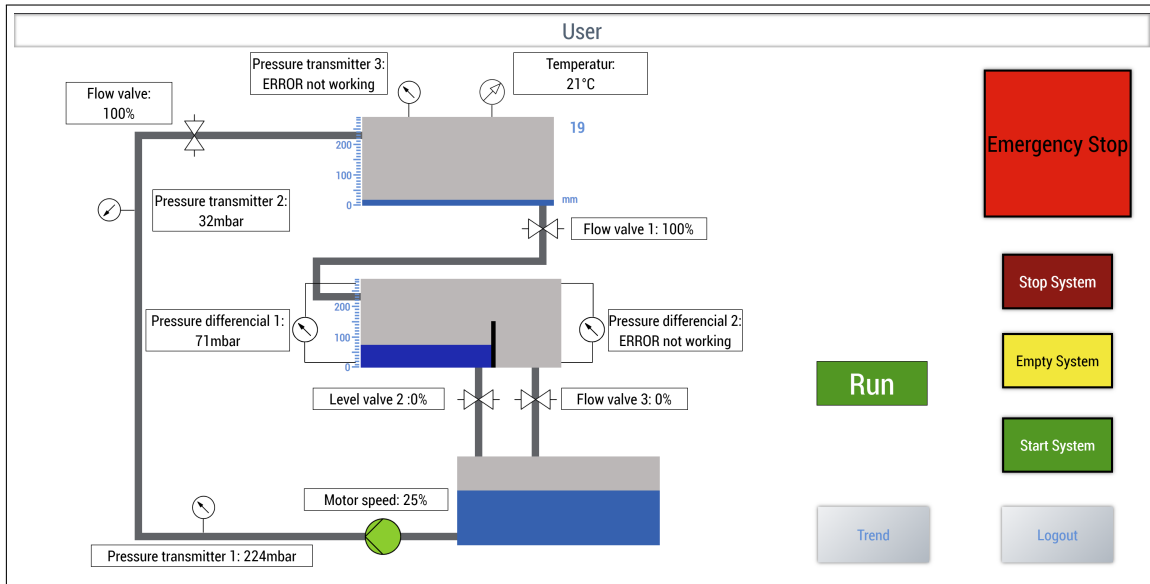 User
Pressure transmitter 3:
ERROR not working
Temperatur:
21°C
Flow valve:
100%
Emergency Stop
200
100
0
19
mm
Pressure transmitter 2:
32mbar
Flow valve 1: 100%
Stop System
200
100
0
Pressure differencial 1:
71mbar
Pressure differencial 2:
ERROR not working
Empty System
Run
Level valve 2 :0%
Flow valve 3: 0%
Start System
Motor speed: 25%
Trend
Logout
Pressure transmitter 1: 224mbar